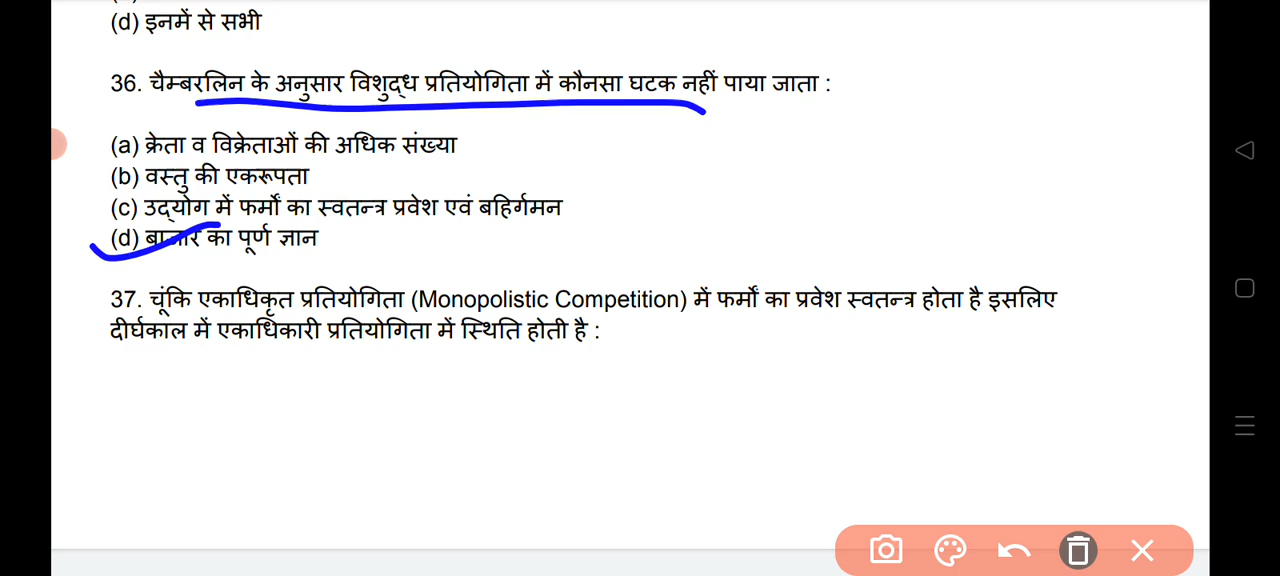 (d) इनमें से सभी
36. चैम्बरलिन के अनुसार विशुद्ध प्रतियोगिता में कौनसा घटक नहीं पाया जाता :
(a) क्रेता व विक्रेताओं की अधिक संख्या
(b) वस्तु की एकरूपता
(c) उद्योग में फर्मों का स्वतन्त्र प्रवेश एवं बहिर्गमन
(d) बाजार का पूर्ण ज्ञान
37. चूंकि एकाधिकृत प्रतियोगिता (Monopolistic Competition) में फर्मों का प्रवेश स्वतन्त्र होता है इसलिए
दीर्घकाल में एकाधिकारी प्रतियोगिता में स्थिति होती है :